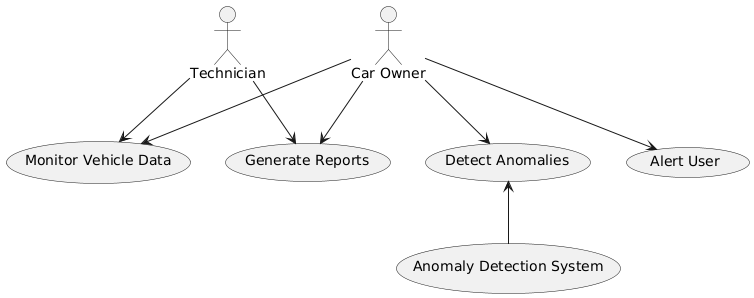 Technician
Car Owner
Monitor Vehicle Data
Generate Reports
Detect Anomalies
Alert User
Anomaly Detection System